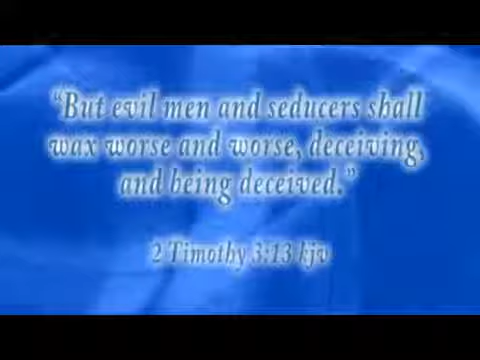 “But evil men and seducers shall
wax worse and worse, deceiving,
and being deceived.”
2 Timothy 3:13 kjv